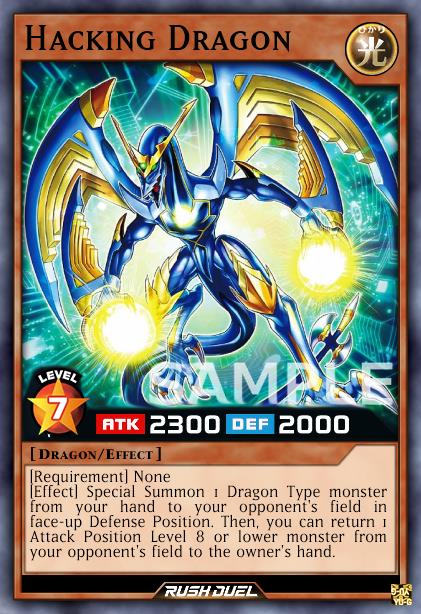 HACKING DRAGON
ひかり
光
SAMPLE
LEVEL
7
ATK 2300 DEF 2000
[DRAGON/EFFECT]
[Requirement] None
[Effect] Special Summon 1 Dragon Type monster
from your hand to your opponent's field in
face-up Defense Position. Then, you can return 1
Attack Position Level 8 or lower monster from
your opponent's field to the owner's hand.
RUSH DUEL